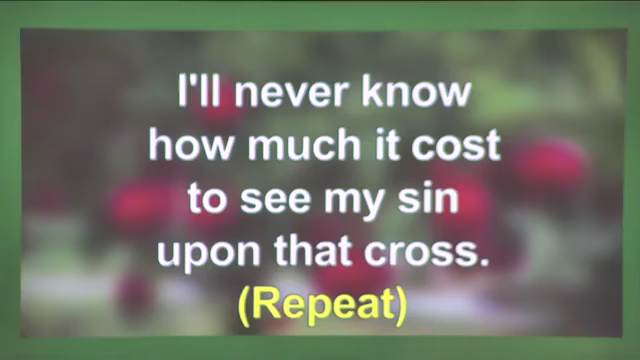 I'll never know
how much it cost
to see my sin
upon that cross.
(Repeat)